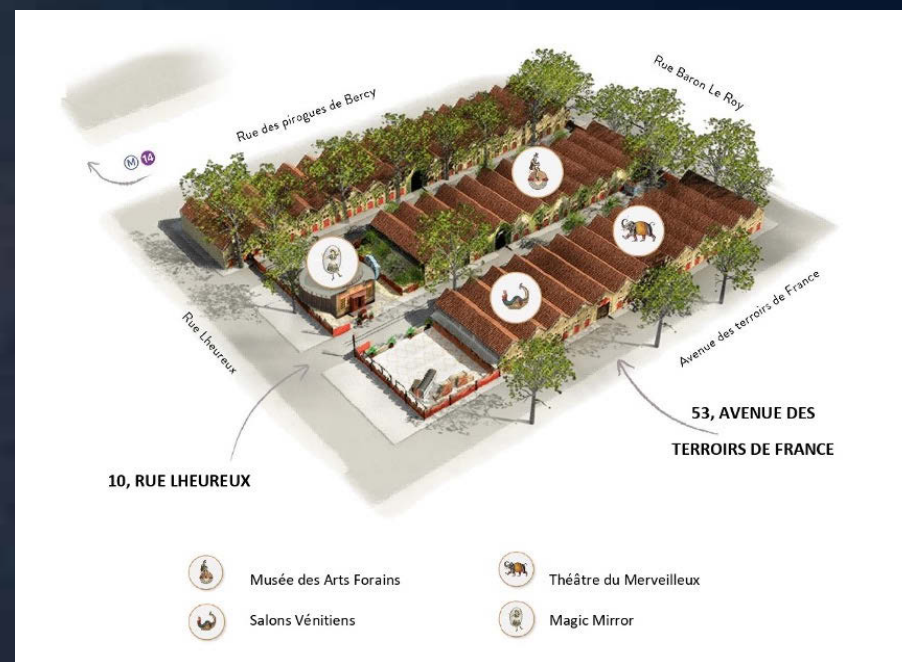 Rue Baron Le Roy
Rue des pirogues de Bercy
M 14
Rue Lheureux
Avenue des terroirs de France
53, AVENUE DES
TERROIRS DE FRANCE
10, RUE LHEUREUX
Musée des Arts Forains
Théâtre du Merveilleux
Salons Vénitiens
Magic Mirror